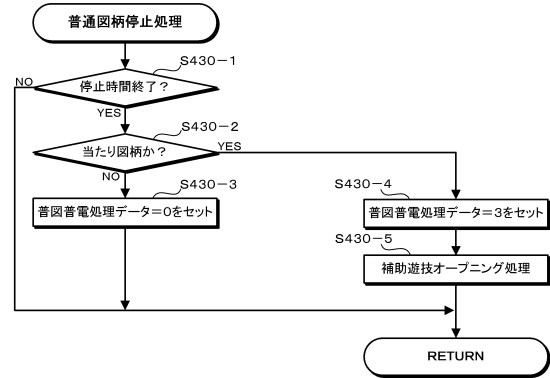 普通図柄停止処理
S430-1
NO
停止時間終了？
YES
S430-2
当たり図柄か？
YES
NO
S430-3
普図普電処理データ=0をセット
S430-4
普図普電処理データ=3をセット
S430-5
補助遊技オープニング処理
RETURN